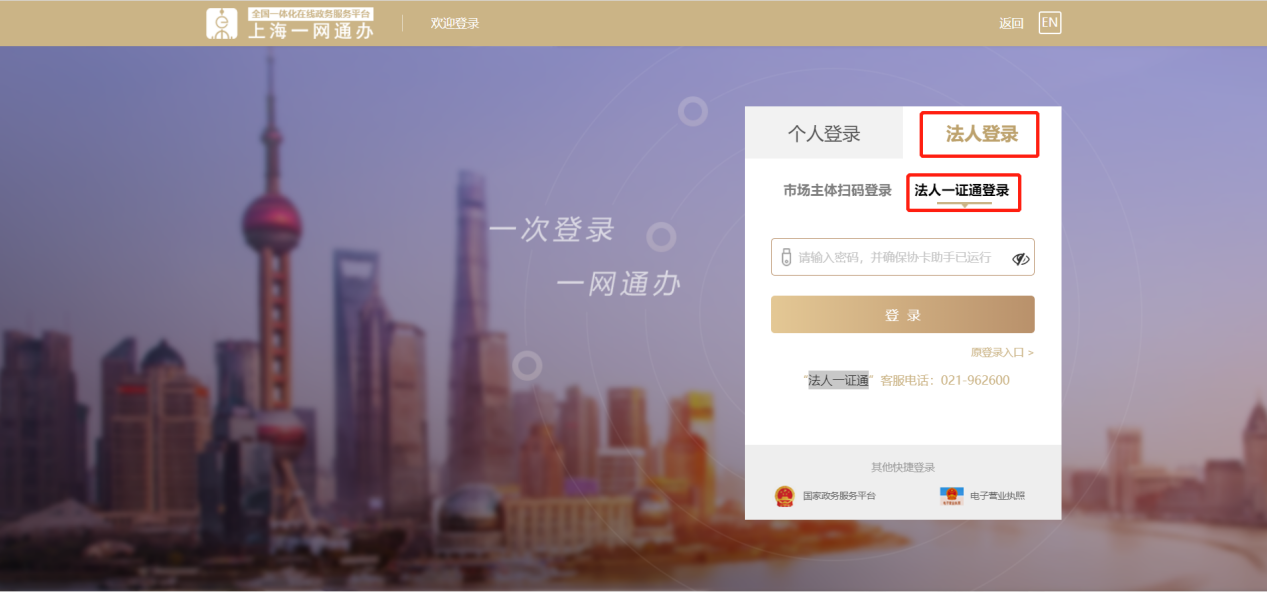 全国一体化在线政务服务平台
上海一网通办
欢迎登录
返回
EN
一次登录
一网通办
个人登录
法人登录
市场主体扫码登录
法人一证通登录
请输入密码，并确保协卡助手已运行
登 录
原登录入口 >
"法人一证通" 客服电话：021-962600
其他快捷登录
国家政务服务平台
电子营业执照